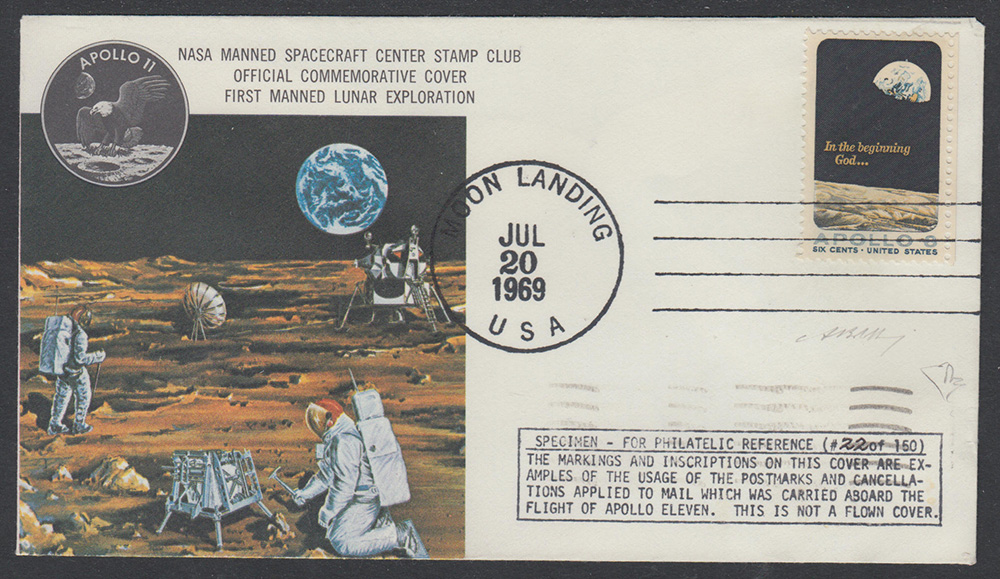 APOLLO 11
NASA MANNED SPACECRAFT CENTER STAMP CLUB
OFFICIAL COMMEMORATIVE COVER
FIRST MANNED LUNAR EXPLORATION
In the beginning
God...
APOLLO 8
SIX CENTS · UNITED STATES
MOON LANDING
JUL
20
1969
USA
SPECIMEN - FOR PHILATELIC REFERENCE (#22 of 160)
THE MARKINGS AND INSCRIPTIONS ON THIS COVER ARE EX-
AMPLES OF THE USAGE OF THE POSTMARKS AND CANCELLA-
TIONS APPLIED TO MAIL WHICH WAS CARRIED ABOARD THE
FLIGHT OF APOLLO ELEVEN. THIS IS NOT A FLOWN COVER.